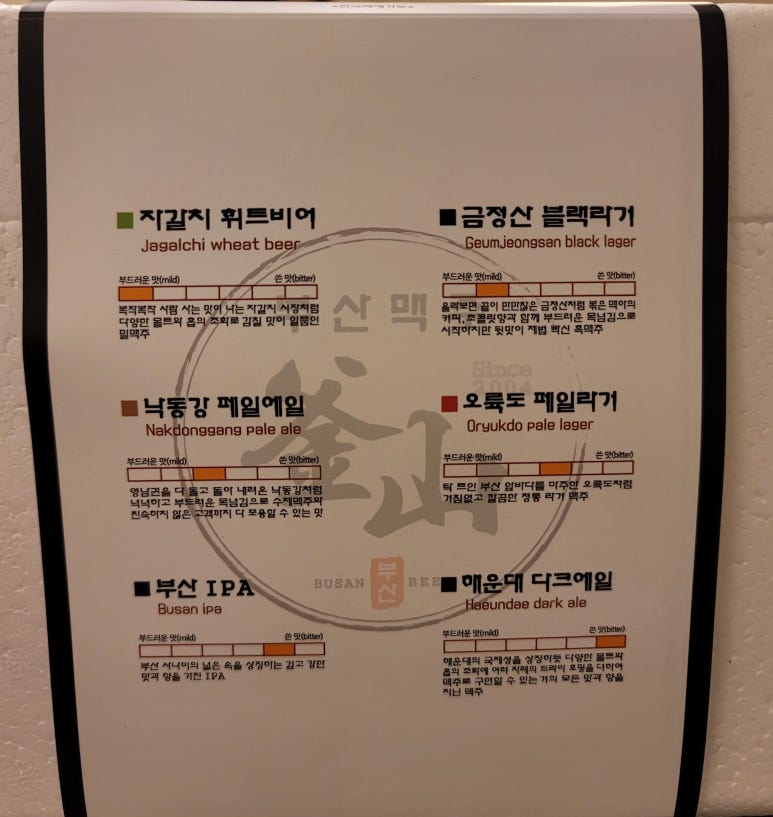 자갈치 휘트비어
Jagalchi wheat beer
부드러운 맛(mild) 쓴 맛(bitter)
복작복작 사람 사는 맛이 나는 자갈치 시장처럼
다양한 몰트와 홉의 조화로 감칠 맛이 일품인
밀맥주
금정산 블랙라거
Geumjeongsan black lager
부드러운 맛(mild) 쓴 맛(bitter)
올라보면 끝이 만만찮은 금정산처럼 볶은 맥아의
커피, 초콜릿향과 함께 부드러운 목넘김으로
시작하지만 뒷맛이 제법 빡신 흑맥주
부산맥
釜山
Since
2004
낙동강 페일에일
Nakdonggang pale ale
부드러운 맛(mild) 쓴 맛(bitter)
영남권을 다 돌고 돌아 내려온 낙동강처럼
넉넉하고 부드러운 목넘김으로 수제맥주와
친숙하지 않은 고객까지 다 포용할 수 있는 맛
오륙도 페일라거
Oryukdo pale lager
부드러운 맛(mild) 쓴 맛(bitter)
탁 트인 부산 앞바다를 마주한 오륙도처럼
거침없고 깔끔한 정통 라거 맥주
BUSAN 부산 BEE
부산 IPA
Busan ipa
부드러운 맛(mild) 쓴 맛(bitter)
부산 사나이의 넓은 속을 상징하는 깊고 강한
맛과 향을 가진 IPA
해운대 다크에일
Haeundae dark ale
부드러운 맛(mild) 쓴 맛(bitter)
해운대의 국제성을 상징하듯 다양한 몰트와
홉의 조화에 여러 차례의 드라이 호핑을 더하여
맥주로 구현할 수 있는 거의 모든 맛과 향을
지닌 맥주